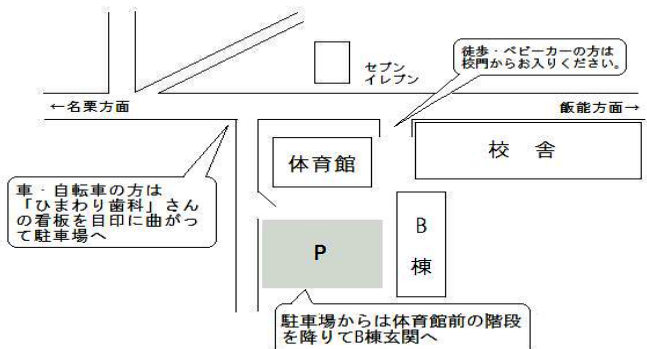 徒歩・ベビーカーの方は
校門からお入りください。
セブン
イレブン
←名栗方面
飯能方面→
体育館
校 舎
車・自転車の方は
「ひまわり歯科」さん
の看板を目印に曲がっ
て駐車場へ
P
B
棟
駐車場からは体育館前の階段
を降りてB棟玄関へ